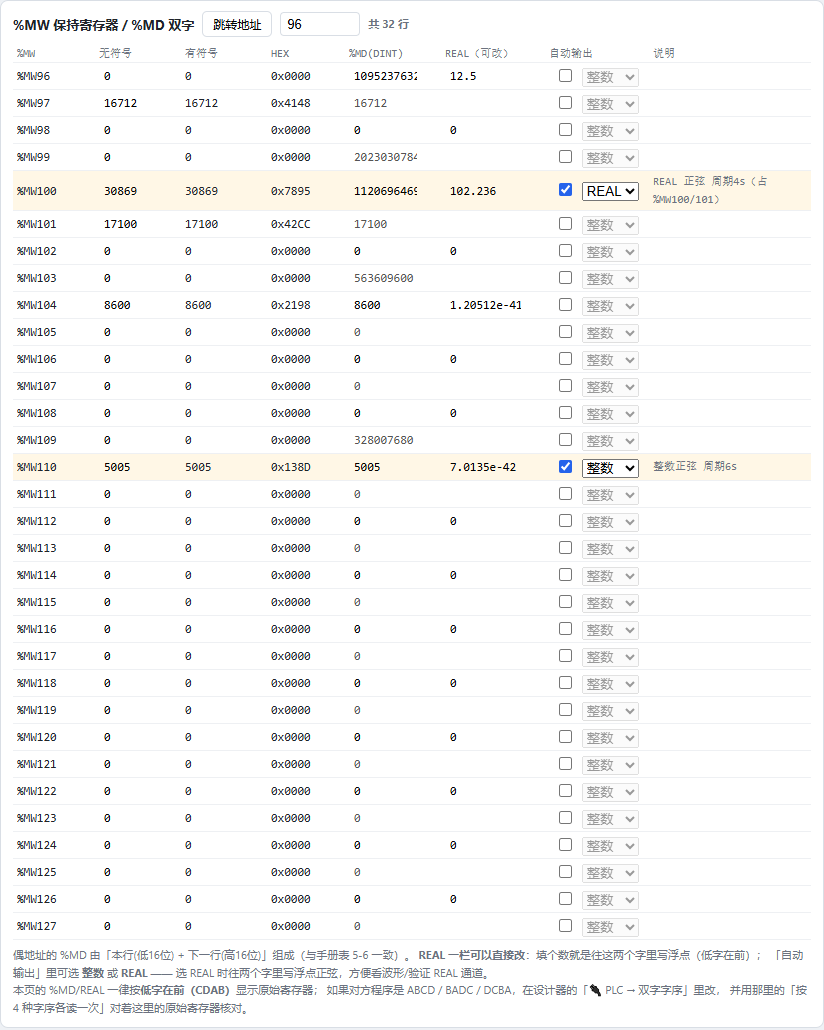 %MW 保持寄存器 / %MD 双字 跳转地址 96 共 32 行
%MW 无符号 有符号 HEX %MD(DINT) REAL（可改） 自动输出 说明
%MW96 0 0 0x0000 1095237632 12.5 整数
%MW97 16712 16712 0x4148 16712 整数
%MW98 0 0 0x0000 0 0 整数
%MW99 0 0 0x0000 2023030784 整数
%MW100 30869 30869 0x7895 1120696469 102.236 REAL REAL 正弦 周期4s（占
%MW100/101）
%MW101 17100 17100 0x42CC 17100 整数
%MW102 0 0 0x0000 0 0 整数
%MW103 0 0 0x0000 563609600 整数
%MW104 8600 8600 0x2198 8600 1.20512e-41 整数
%MW105 0 0 0x0000 0 整数
%MW106 0 0 0x0000 0 0 整数
%MW107 0 0 0x0000 0 整数
%MW108 0 0 0x0000 0 0 整数
%MW109 0 0 0x0000 328007680 整数
%MW110 5005 5005 0x138D 5005 7.0135e-42 整数 整数正弦 周期6s
%MW111 0 0 0x0000 0 整数
%MW112 0 0 0x0000 0 0 整数
%MW113 0 0 0x0000 0 整数
%MW114 0 0 0x0000 0 0 整数
%MW115 0 0 0x0000 0 整数
%MW116 0 0 0x0000 0 0 整数
%MW117 0 0 0x0000 0 整数
%MW118 0 0 0x0000 0 0 整数
%MW119 0 0 0x0000 0 整数
%MW120 0 0 0x0000 0 0 整数
%MW121 0 0 0x0000 0 整数
%MW122 0 0 0x0000 0 0 整数
%MW123 0 0 0x0000 0 整数
%MW124 0 0 0x0000 0 0 整数
%MW125 0 0 0x0000 0 整数
%MW126 0 0 0x0000 0 0 整数
%MW127 0 0 0x0000 0 整数
偶地址的 %MD 由「本行(低16位) + 下一行(高16位)」组成（与手册表 5-6 一致）。 REAL 一栏可以直接改：填个数就是往这两个字里写浮点（低字在前）； 「自动
输出」里可选 整数 或 REAL —— 选 REAL 时往两个字里写浮点正弦，方便看波形/验证 REAL 通道。
本页的 %MD/REAL 一律按低字在前（CDAB）显示原始寄存器； 如果对方程序是 ABCD / BADC / DCBA，在设计器的「🔌 PLC → 双字字序」里改， 并用那里的「按
4 种字序各读一次」对着这里的原始寄存器核对。